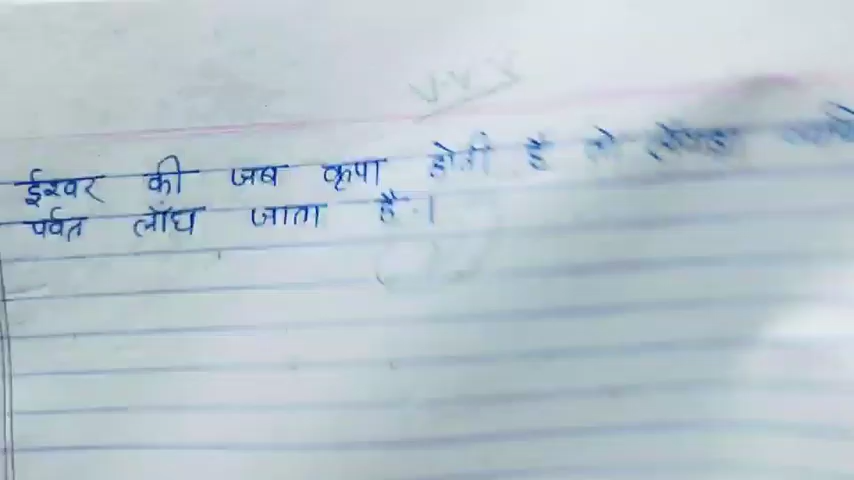 ईश्वर की जब कृपा होती है तो
पर्वत लाँघ जाता है।